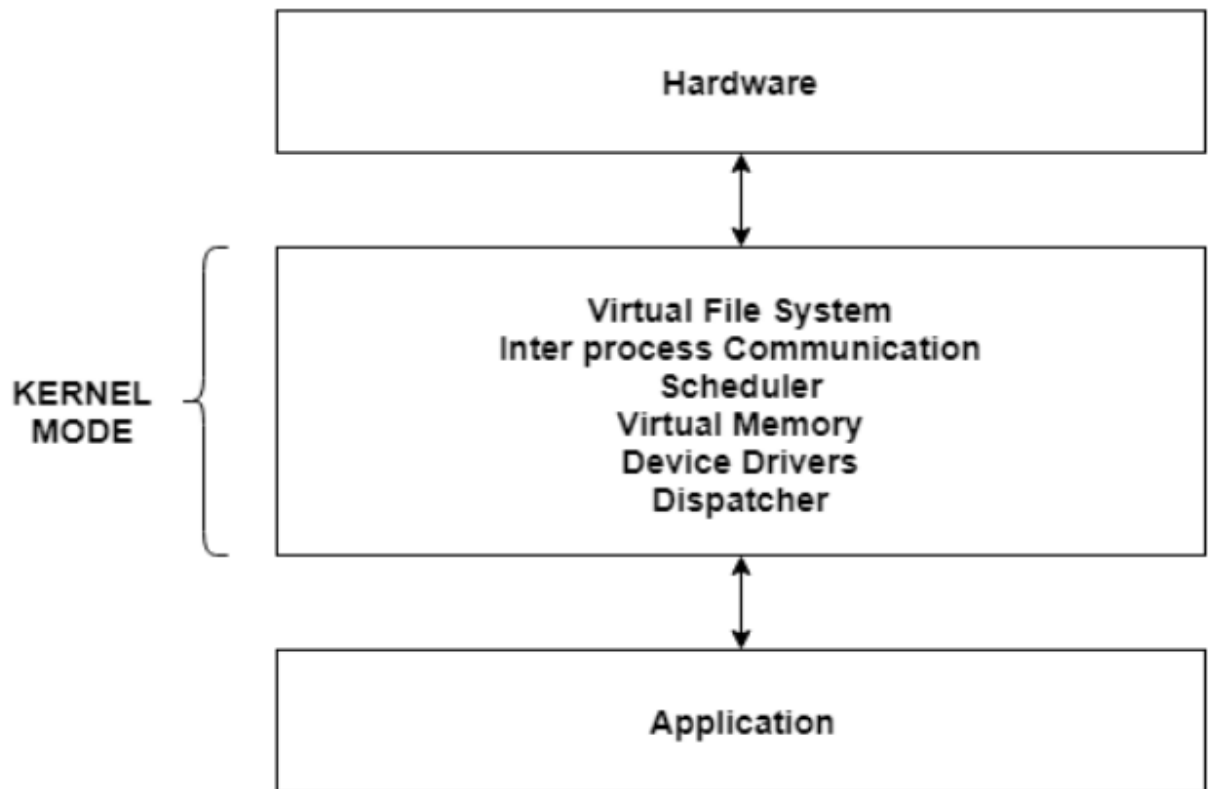 Hardware
KERNEL
MODE
Virtual File System
Inter process Communication
Scheduler
Virtual Memory
Device Drivers
Dispatcher
Application